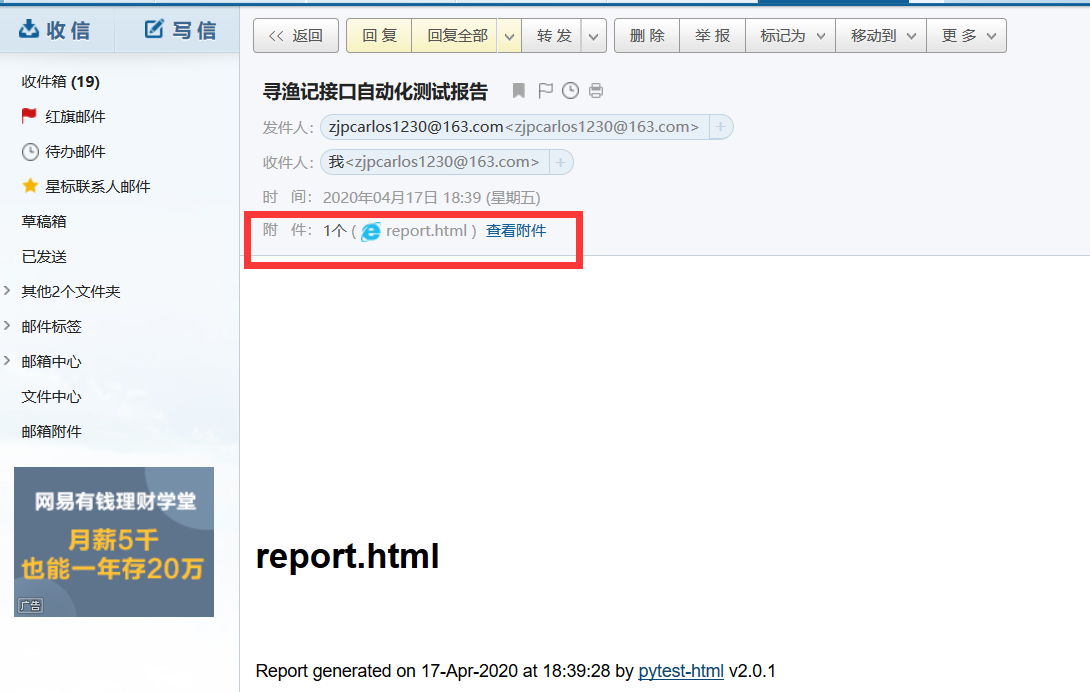 收信 写信
<< 返回 回复 回复全部 转发 删除 举报 标记为 移动到 更多
收件箱 (19)
红旗邮件
待办邮件
星标联系人邮件
草稿箱
已发送
其他2个文件夹
邮件标签
邮箱中心
文件中心
邮箱附件
网易有钱理财学堂
月薪5千
也能一年存20万
广告
寻渔记接口自动化测试报告
发件人: zjpcarlos1230@163.com<zjpcarlos1230@163.com> +
收件人: 我<zjpcarlos1230@163.com> +
时 间: 2020年04月17日 18:39 (星期五)
附 件: 1个 ( report.html ) 查看附件
report.html
Report generated on 17-Apr-2020 at 18:39:28 by pytest-html v2.0.1